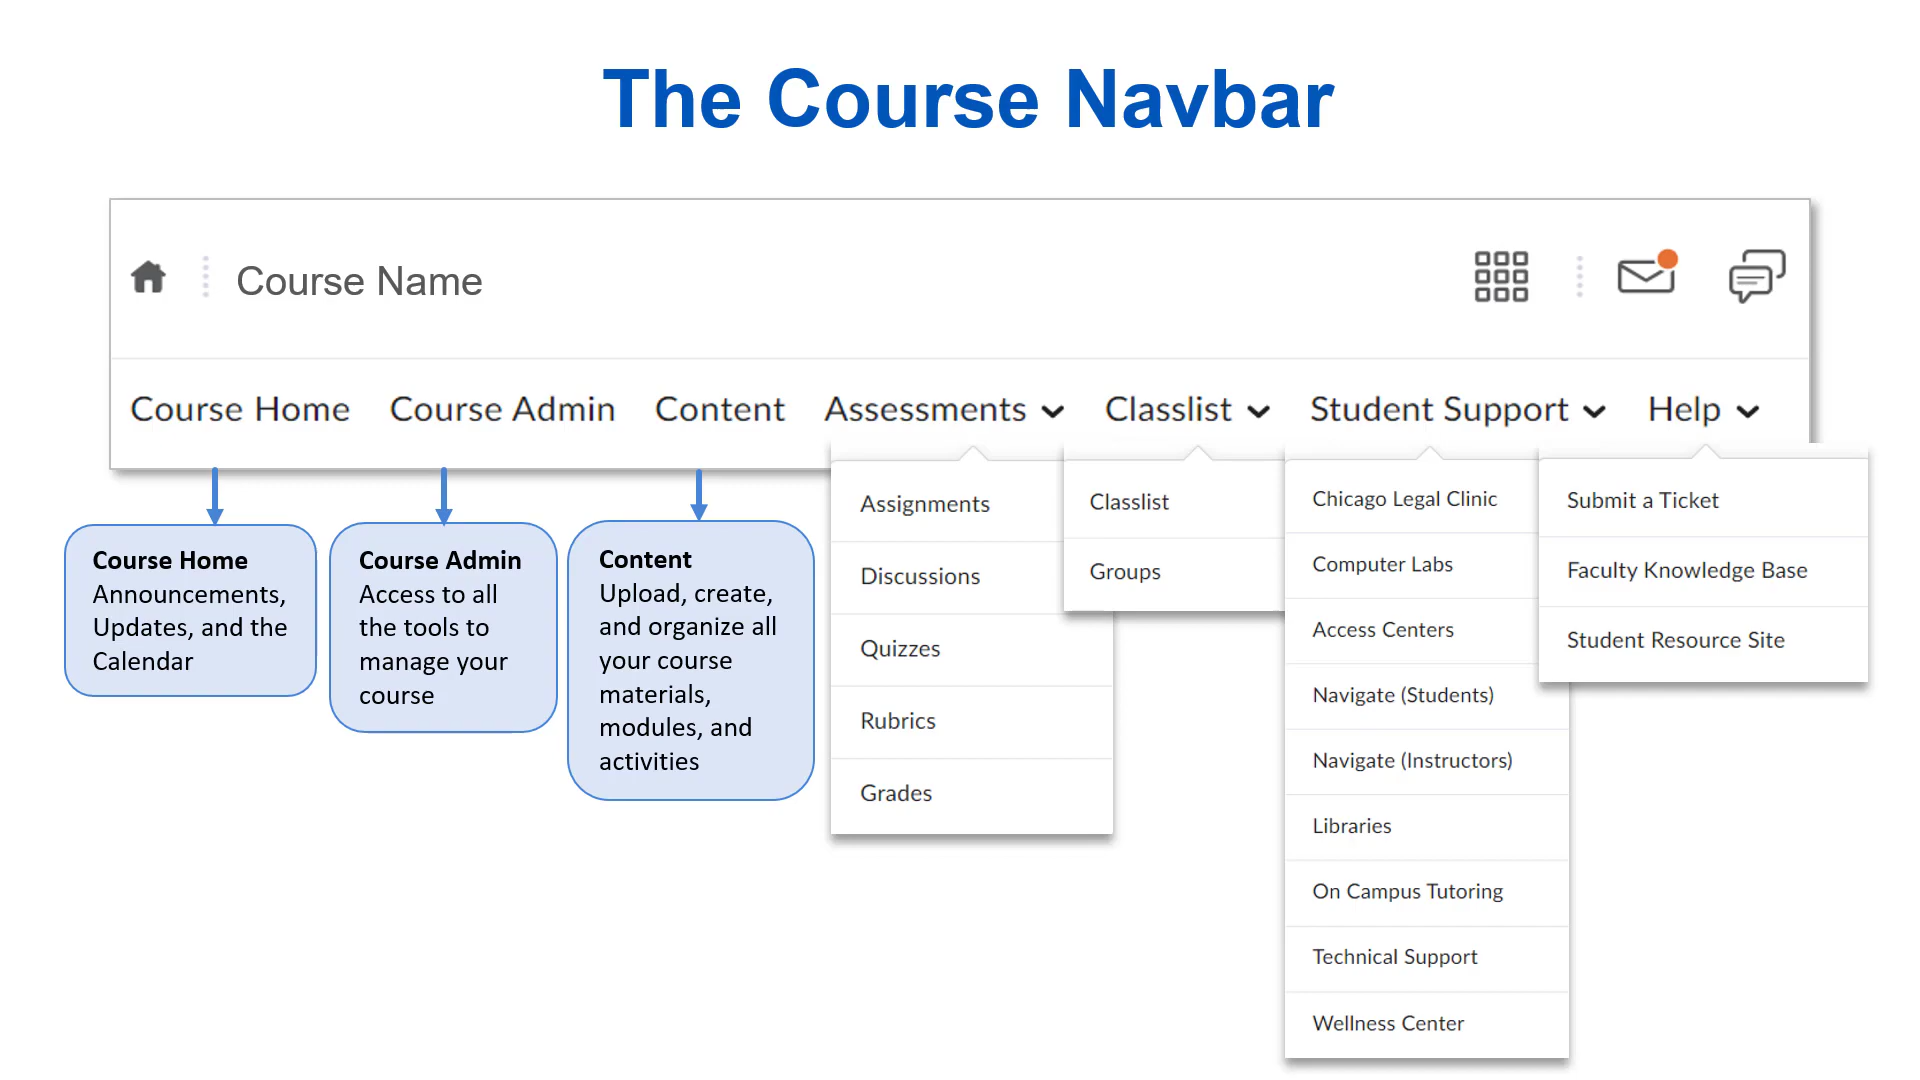 The Course Navbar
Course Name
Course Home
Course Admin
Content
Assessments
Classlist
Student Support
Help
Course Home
Announcements,
Updates, and the
Calendar
Course Admin
Access to all
the tools to
manage your
course
Content
Upload, create,
and organize all
your course
materials,
modules, and
activities
Assignments
Discussions
Quizzes
Rubrics
Grades
Classlist
Groups
Chicago Legal Clinic
Computer Labs
Access Centers
Navigate (Students)
Navigate (Instructors)
Libraries
On Campus Tutoring
Technical Support
Wellness Center
Submit a Ticket
Faculty Knowledge Base
Student Resource Site